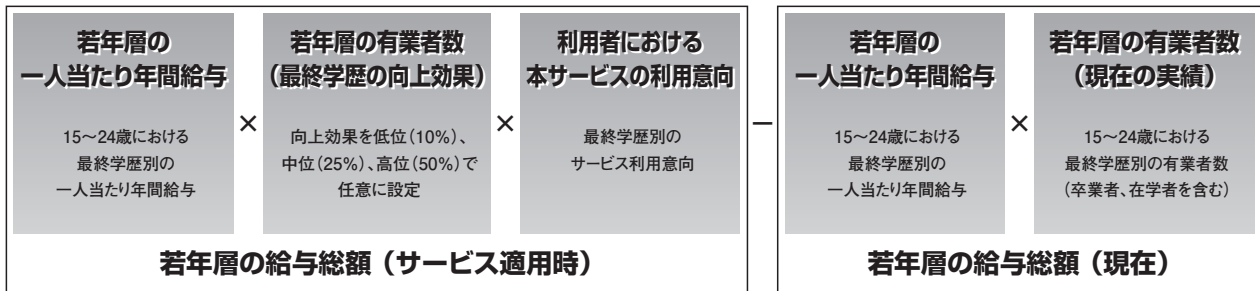 若年層の
一人当たり年間給与
15〜24歳における
最終学歴別の
一人当たり年間給与
×
若年層の有業者数
(最終学歴の向上効果)
向上効果を低位(10%)、
中位(25%)、高位(50%)で
任意に設定
×
利用者における
本サービスの利用意向
最終学歴別の
サービス利用意向
若年層の給与総額(サービス適用時)
−
若年層の
一人当たり年間給与
15〜24歳における
最終学歴別の
一人当たり年間給与
×
若年層の有業者数
(現在の実績)
15〜24歳における
最終学歴別の有業者数
(卒業者、在学者を含む)
若年層の給与総額(現在)